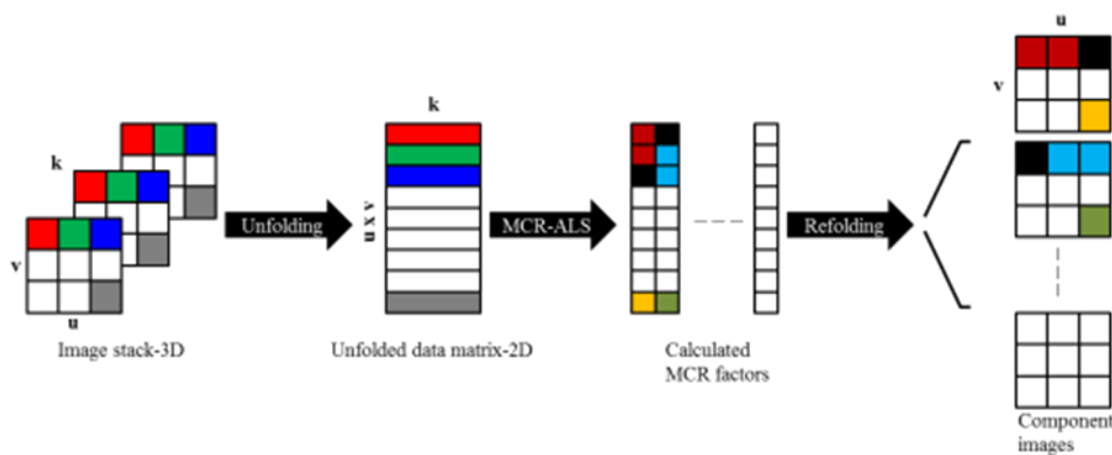 k
v
u
Image stack-3D
Unfolding
k
u x v
Unfolded data matrix-2D
MCR-ALS
Calculated
MCR factors
Refolding
u
v
Component
images